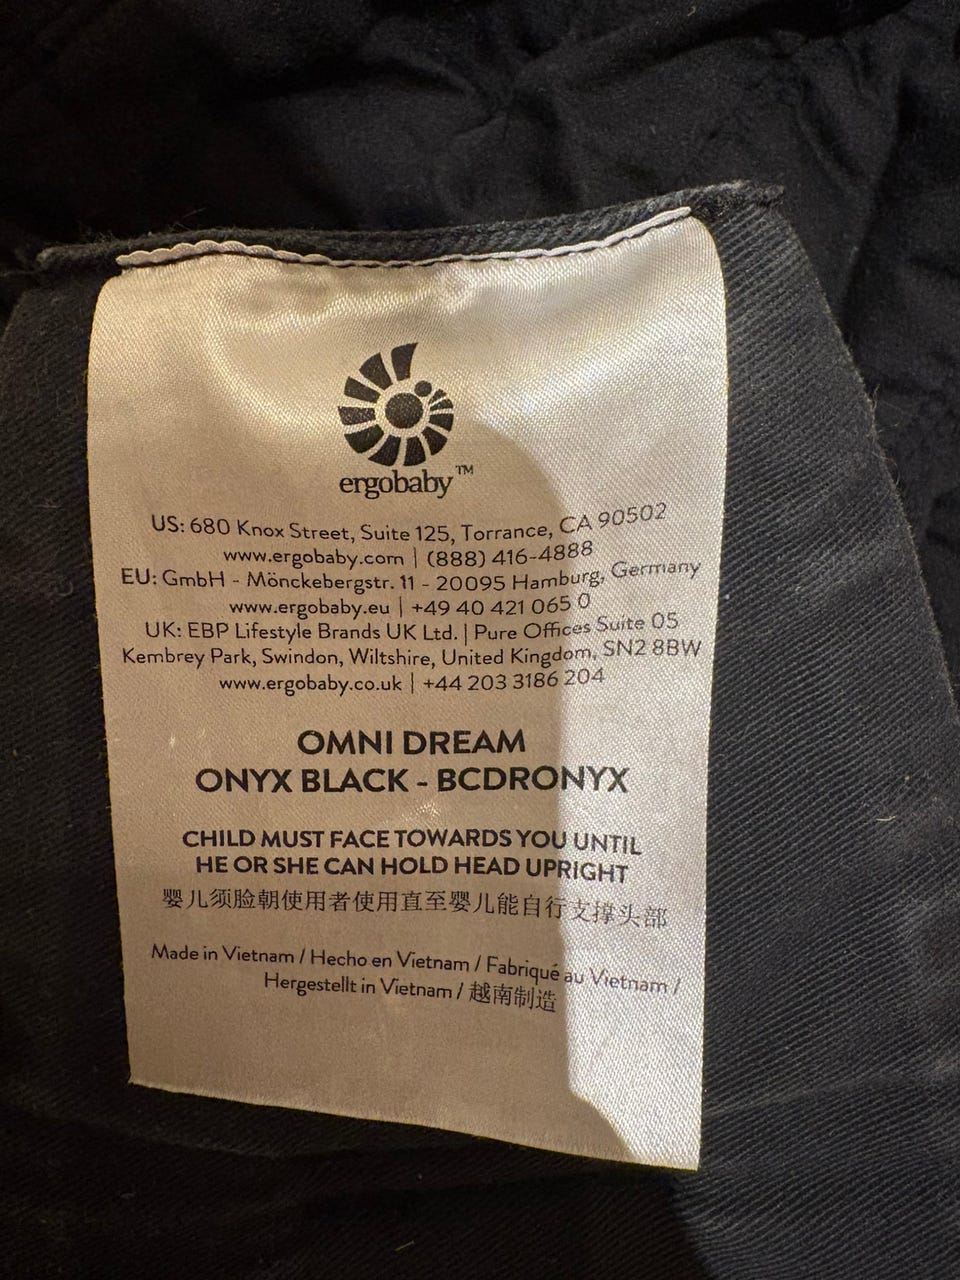 ergobaby™
US: 680 Knox Street, Suite 125, Torrance, CA 90502
www.ergobaby.com | (888) 416-4888
EU: GmbH - Mönckebergstr. 11 - 20095 Hamburg, Germany
www.ergobaby.eu | +49 40 421 065 0
UK: EBP Lifestyle Brands UK Ltd. | Pure Offices Suite 05
Kembrey Park, Swindon, Wiltshire, United Kingdom, SN2 8BW
www.ergobaby.co.uk | +44 203 3186 204
OMNI DREAM
ONYX BLACK - BCDRONYX
CHILD MUST FACE TOWARDS YOU UNTIL
HE OR SHE CAN HOLD HEAD UPRIGHT
婴儿须脸朝使用者使用直至婴儿能自行支撑头部
Made in Vietnam / Hecho en Vietnam / Fabriqué au Vietnam /
Hergestellt in Vietnam / 越南制造